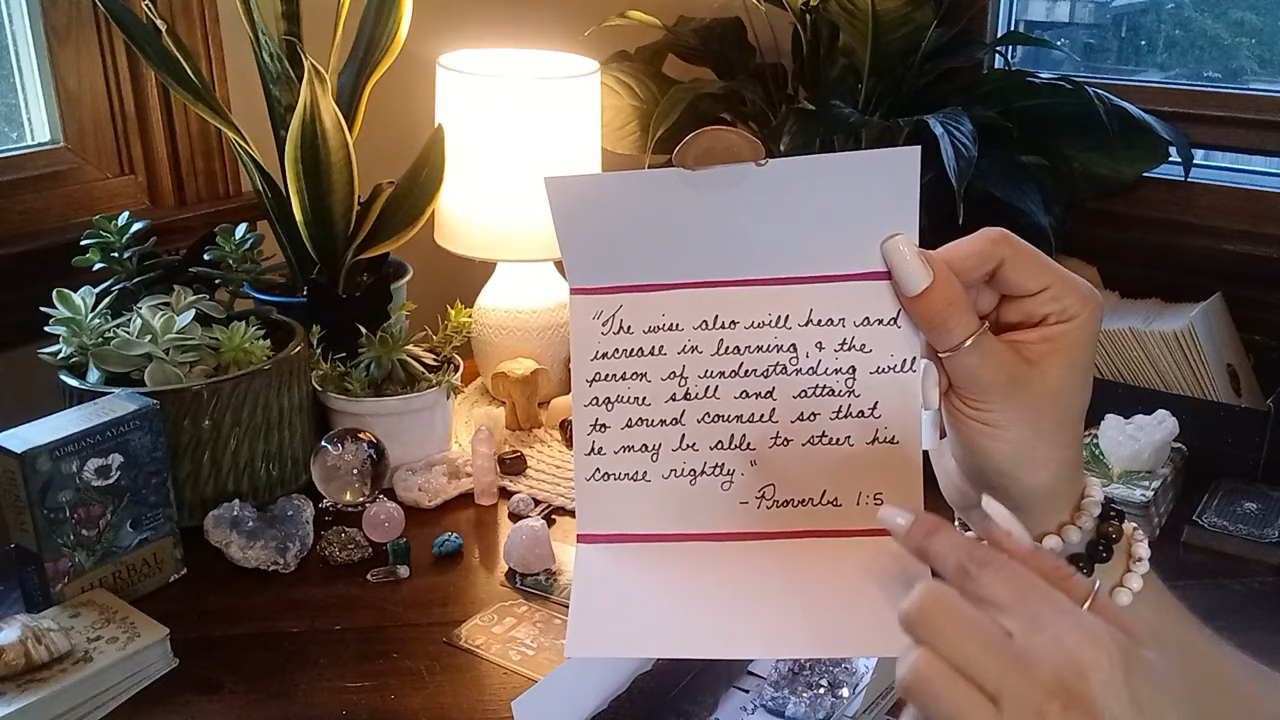 "The wise also will hear and
increase in learning, & the
person of understanding will
aquire skill and attain
to sound counsel so that
he may be able to steer his
course rightly."
- Proverbs 1:5
ADRIANA AYALES
HERBAL